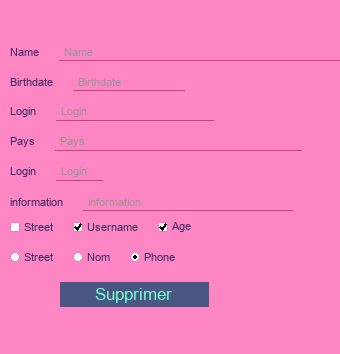 Name Name
Birthdate Birthdate
Login Login
Pays Pays
Login Login
information information
Street Username Age
Street Nom Phone
Supprimer